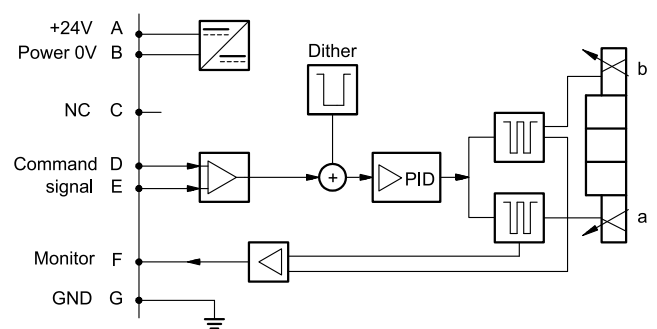 +24V A
Power 0V B
Dither
b
NC C
Command D
signal E
PID
a
Monitor F
GND G